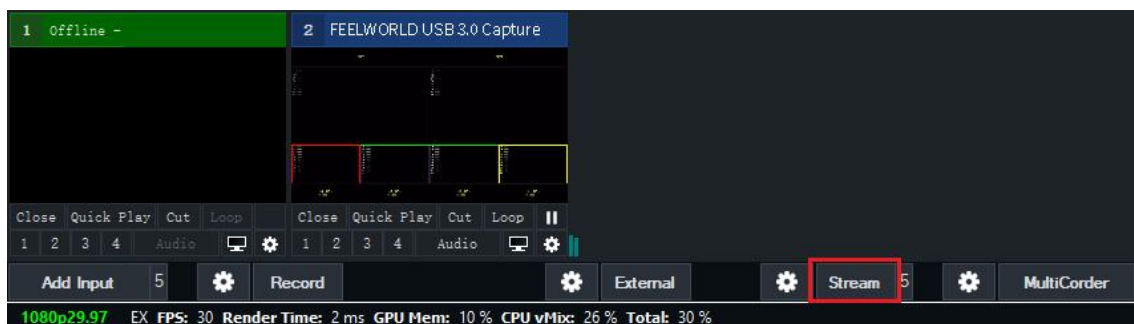 1 Offline -
2 FEELWORLD USB 3.0 Capture
Close Quick Play Cut Loop
Close Quick Play Cut Loop
1 2 3 4 Audio
1 2 3 4 Audio
Add Input 5 Record External Stream 5 MultiCorder
1080p29.97 EX FPS: 30 Render Time: 2 ms GPU Mem: 10 % CPU vMix: 26 % Total: 30 %